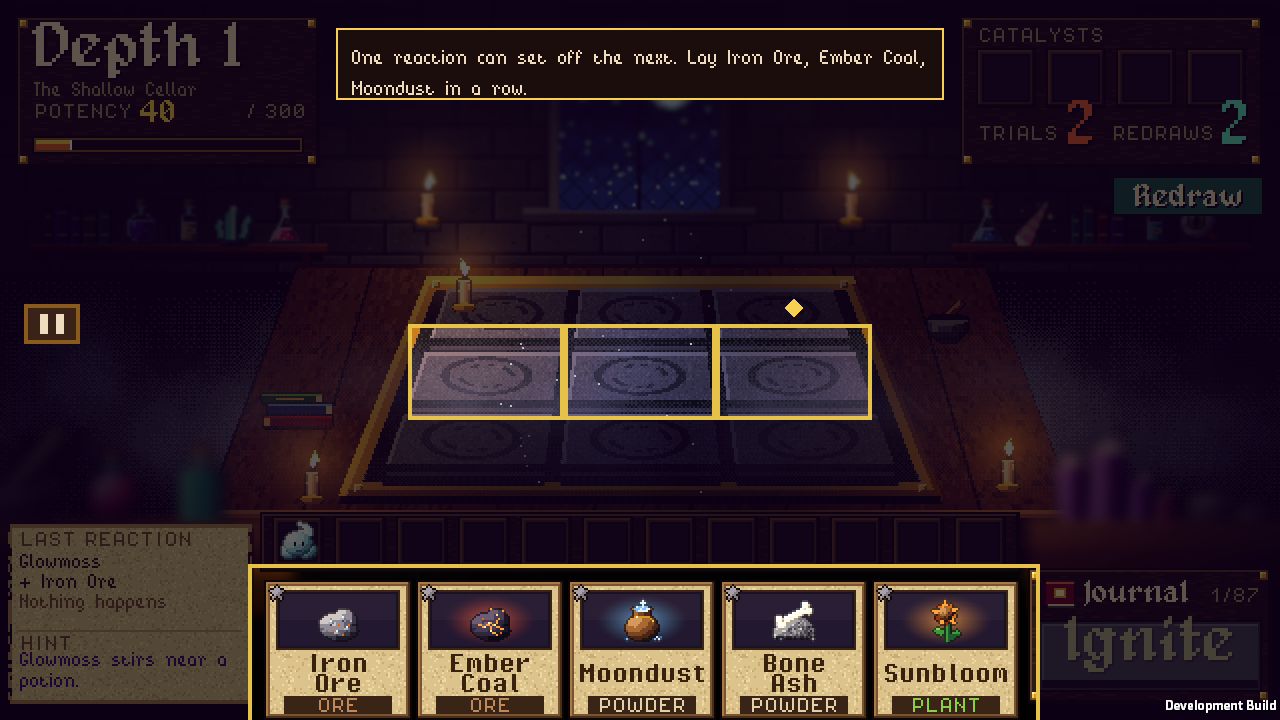 Depth 1
The Shallow Cellar
POTENCY 40 / 300
One reaction can set off the next. Lay Iron Ore, Ember Coal,
Moondust in a row.
CATALYSTS
TRIALS 2 REDRAWS 2
Redraw
LAST REACTION
Glowmoss
+ Iron Ore
Nothing happens
HINT
Glowmoss stirs near a
potion.
Iron
Ore
ORE
Ember
Coal
ORE
Moondust
POWDER
Bone
Ash
POWDER
Sunbloom
PLANT
Journal 1/87
Ignite
Development Build